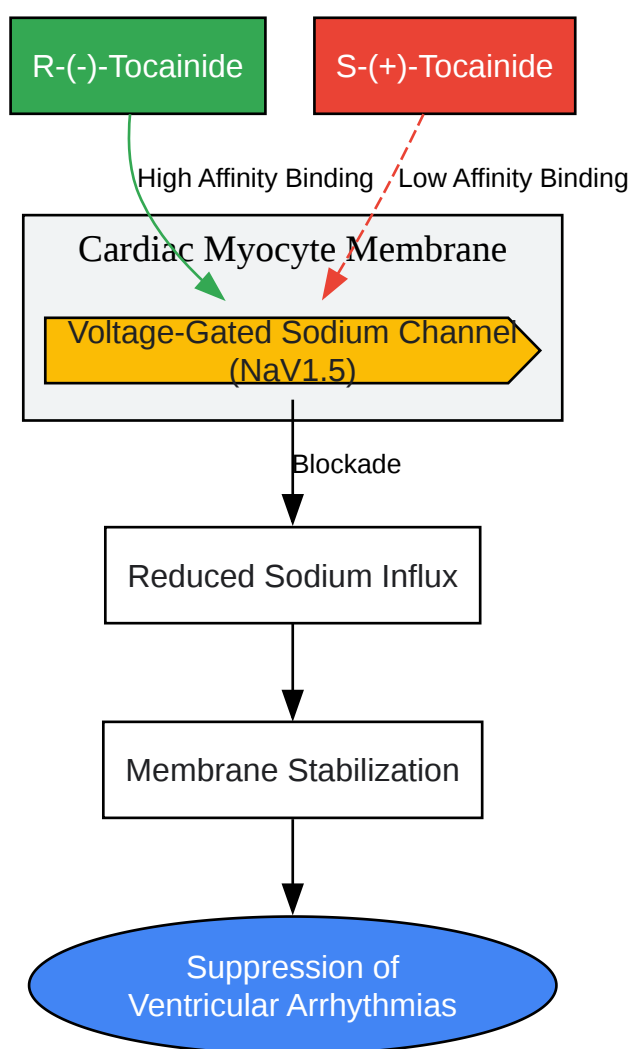 R-(-)-Tocainide
S-(+)-Tocainide
High Affinity Binding
Low Affinity Binding
Cardiac Myocyte Membrane
Voltage-Gated Sodium Channel
(NaV1.5)
Blockade
Reduced Sodium Influx
Membrane Stabilization
Suppression of
Ventricular Arrhythmias